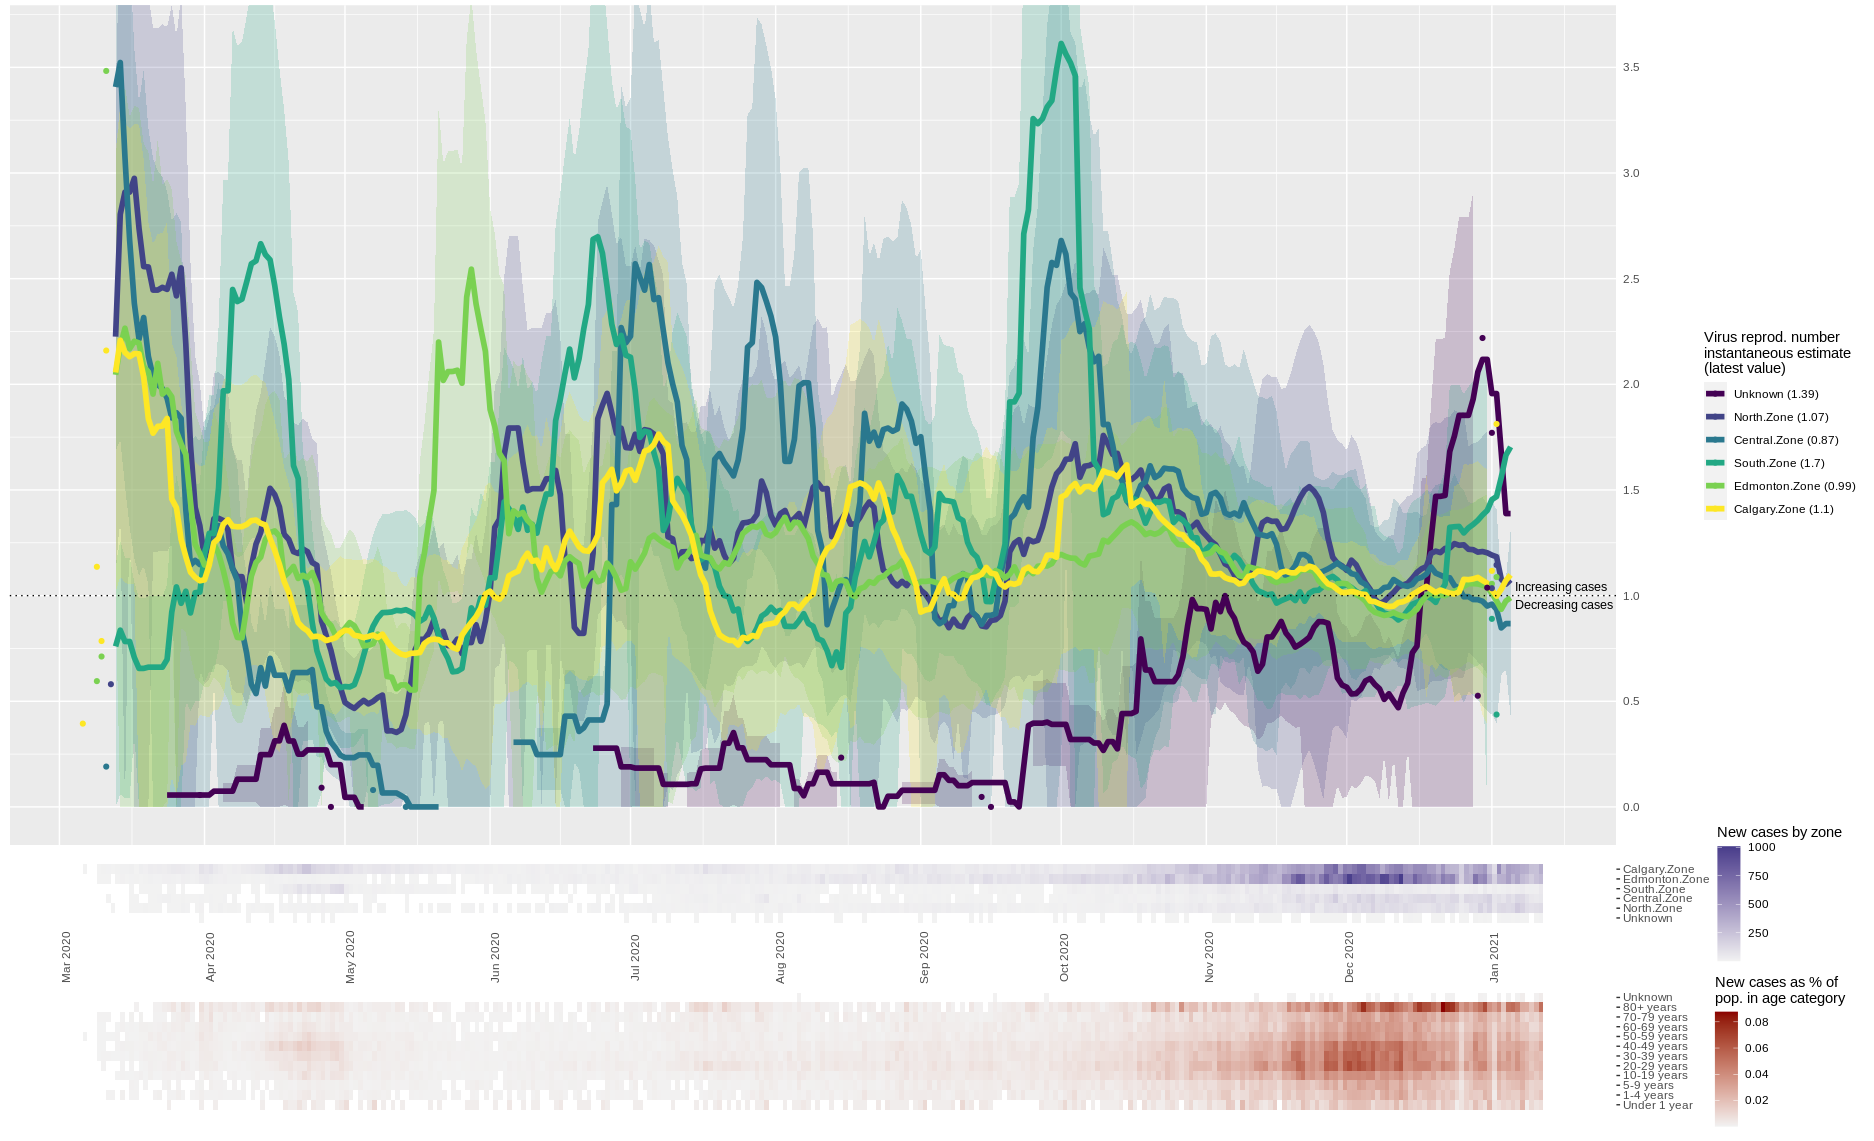 3.5
3.0
2.5
2.0
1.5
1.0
0.5
0.0
Increasing cases
Decreasing cases
Virus reprod. number
instantaneous estimate
(latest value)
Unknown (1.39)
North.Zone (1.07)
Central.Zone (0.87)
South.Zone (1.7)
Edmonton.Zone (0.99)
Calgary.Zone (1.1)
Calgary.Zone
Edmonton.Zone
South.Zone
Central.Zone
North.Zone
Unknown
New cases by zone
1000
750
500
250
Mar 2020
Apr 2020
May 2020
Jun 2020
Jul 2020
Aug 2020
Sep 2020
Oct 2020
Nov 2020
Dec 2020
Jan 2021
Unknown
80+ years
70-79 years
60-69 years
50-59 years
40-49 years
30-39 years
20-29 years
10-19 years
5-9 years
1-4 years
Under 1 year
New cases as % of
pop. in age category
0.08
0.06
0.04
0.02